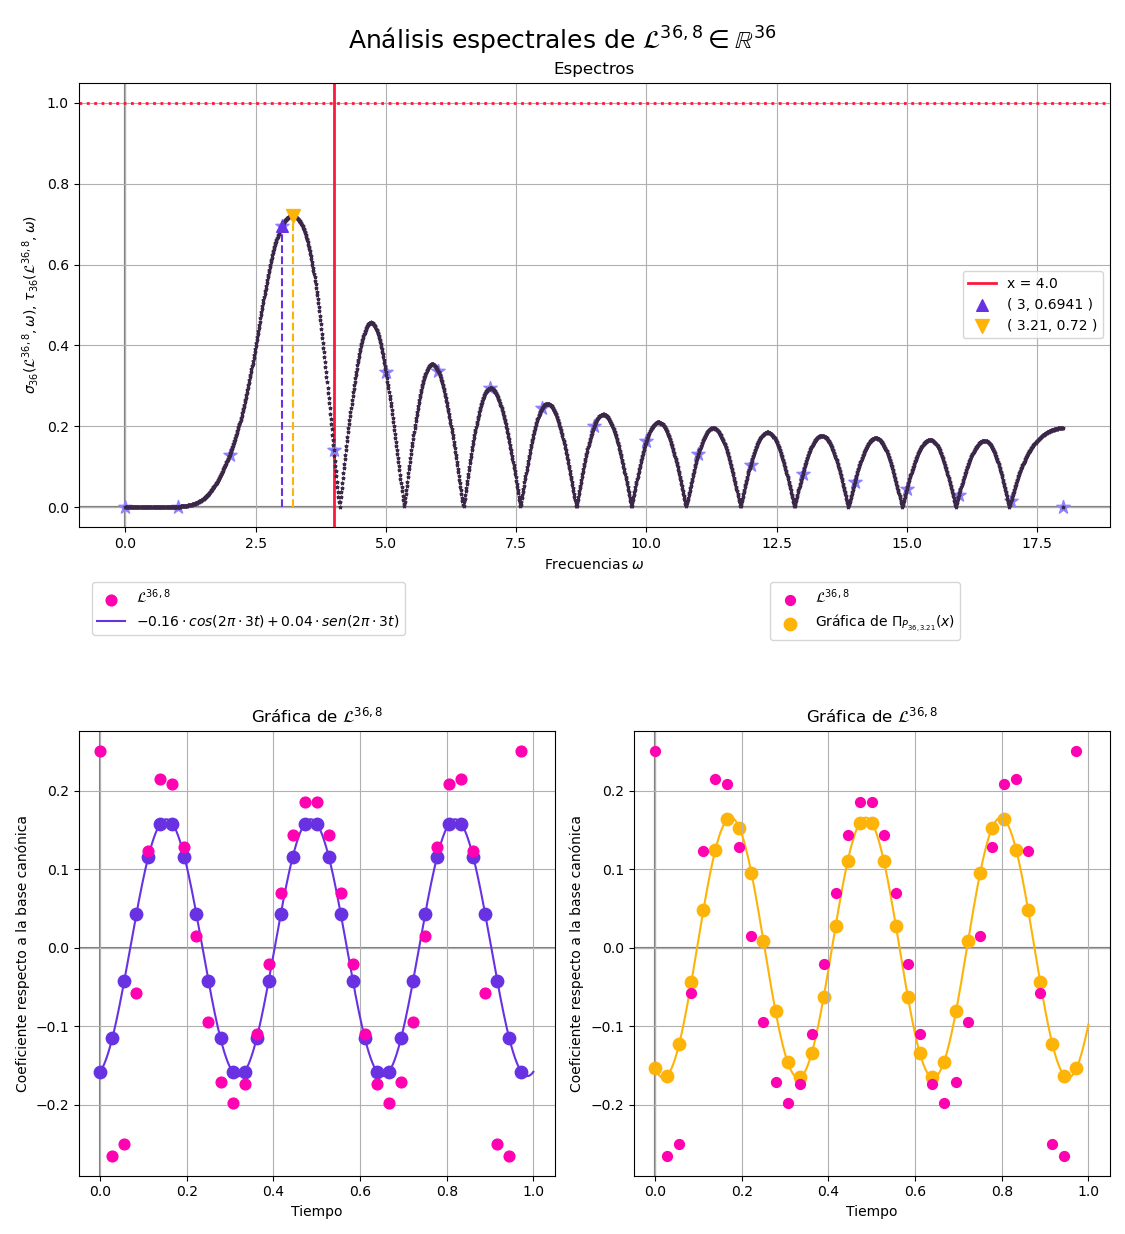 Análisis espectrales de 𝓛^{36,8} ∈ ℝ^{36}
Espectros
σ₃₆(𝓛^{36,8}, ω), τ₃₆(𝓛^{36,8}, ω)
1.0
0.8
0.6
0.4
0.2
0.0
x = 4.0
( 3, 0.6941 )
( 3.21, 0.72 )
0.0 2.5 5.0 7.5 10.0 12.5 15.0 17.5
Frecuencias ω
𝓛^{36,8}
−0.16 · cos(2π · 3t) + 0.04 · sen(2π · 3t)
𝓛^{36,8}
Gráfica de Π_{P_{36,3.21}}(x)
Gráfica de 𝓛^{36,8}
Coeficiente respecto a la base canónica
0.2
0.1
0.0
−0.1
−0.2
0.0 0.2 0.4 0.6 0.8 1.0
Tiempo
Gráfica de 𝓛^{36,8}
Coeficiente respecto a la base canónica
0.2
0.1
0.0
−0.1
−0.2
0.0 0.2 0.4 0.6 0.8 1.0
Tiempo